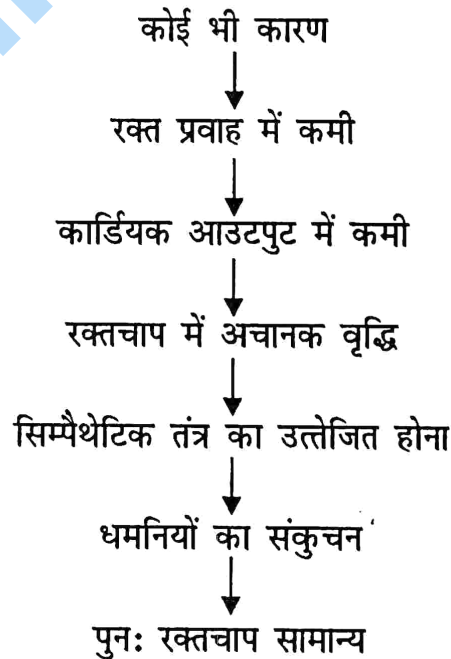 कोई भी कारण
रक्त प्रवाह में कमी
कार्डियक आउटपुट में कमी
रक्तचाप में अचानक वृद्धि
सिम्पैथेटिक तंत्र का उत्तेजित होना
धमनियों का संकुचन
पुन: रक्तचाप सामान्य